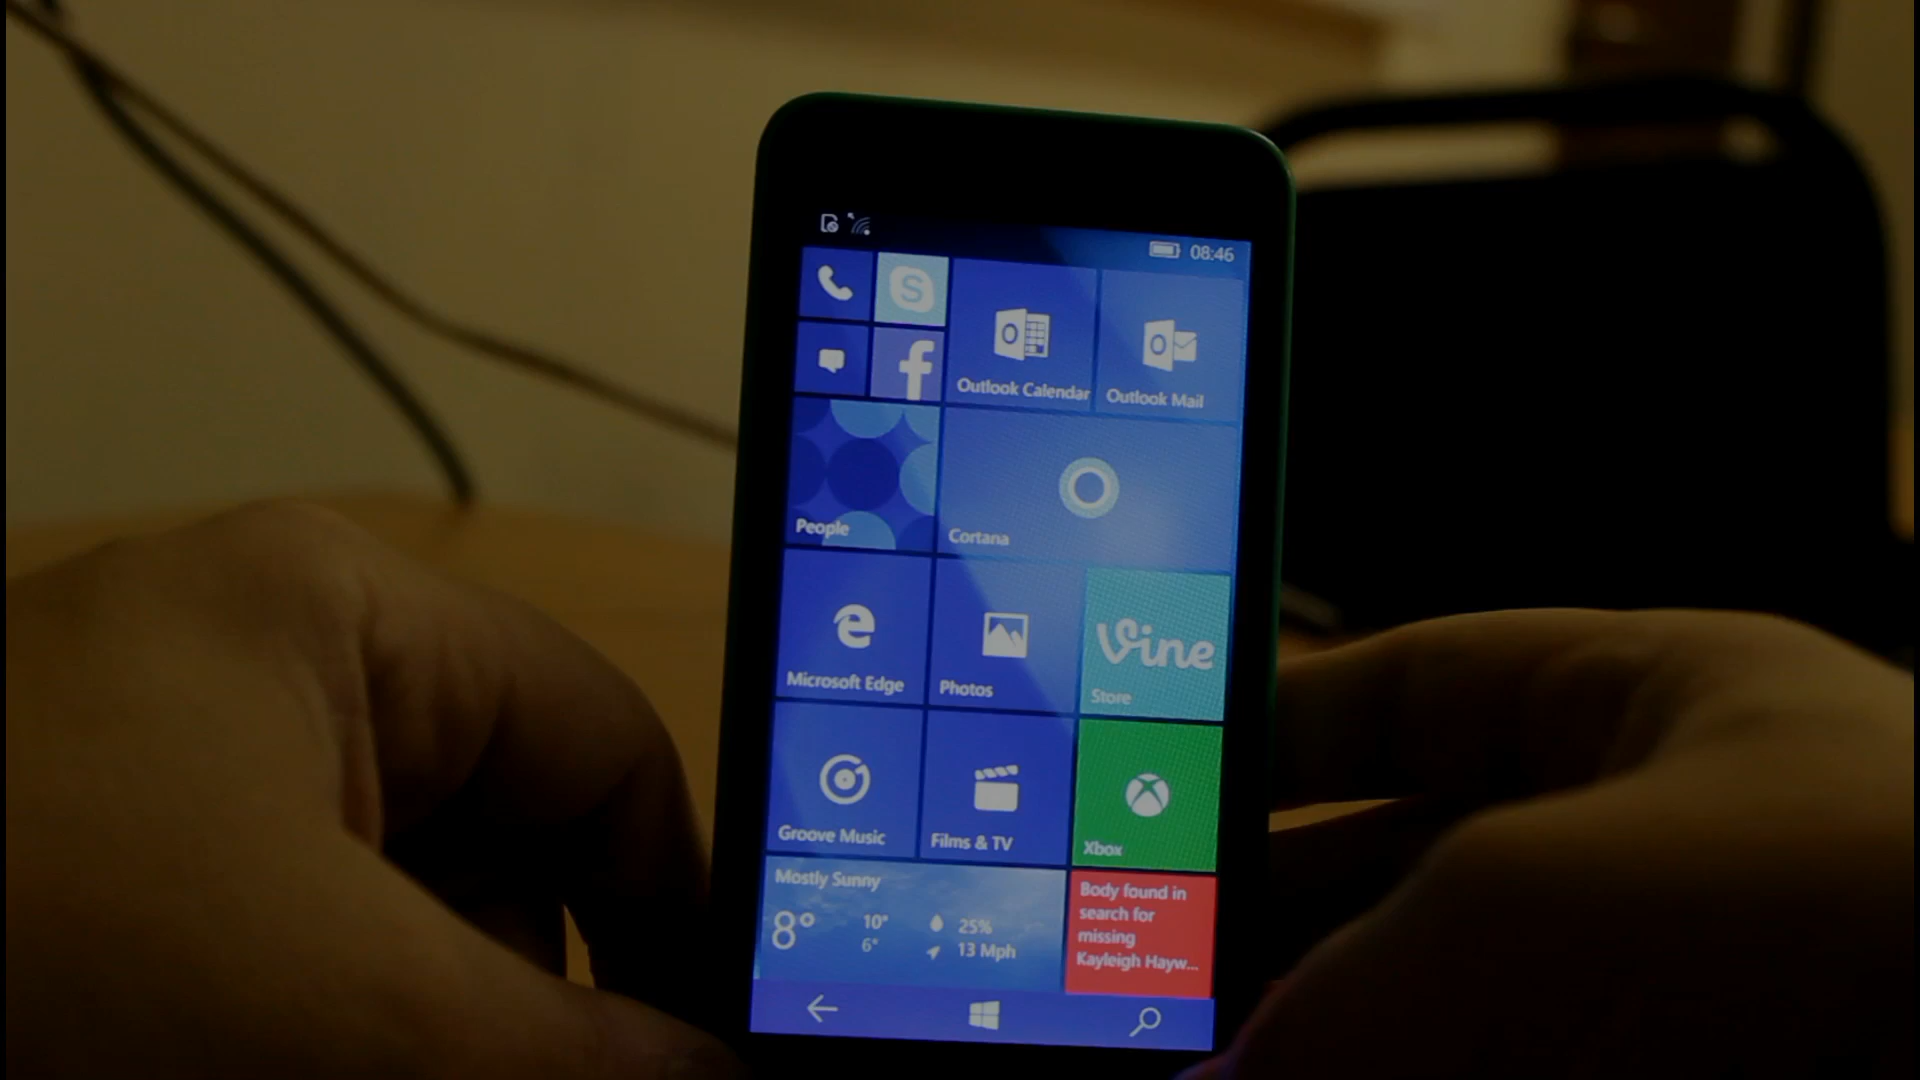 08:46
S
f
Outlook Calendar
Outlook Mail
People
Cortana
Microsoft Edge
Photos
Vine
Store
Groove Music
Films & TV
Xbox
Mostly Sunny
8°
10°
6°
25%
13 Mph
Body found in
search for
missing
Kayleigh Hayw...